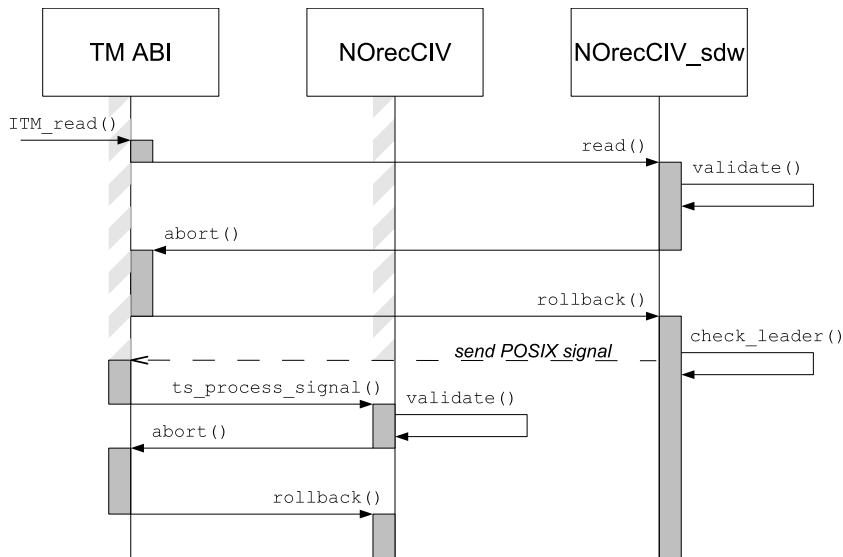 TM ABI NOrecCIV NOrecCIV_sdw
ITM_read()
read()
validate()
abort()
rollback()
check_leader()
send POSIX signal
ts_process_signal()
validate()
abort()
rollback()